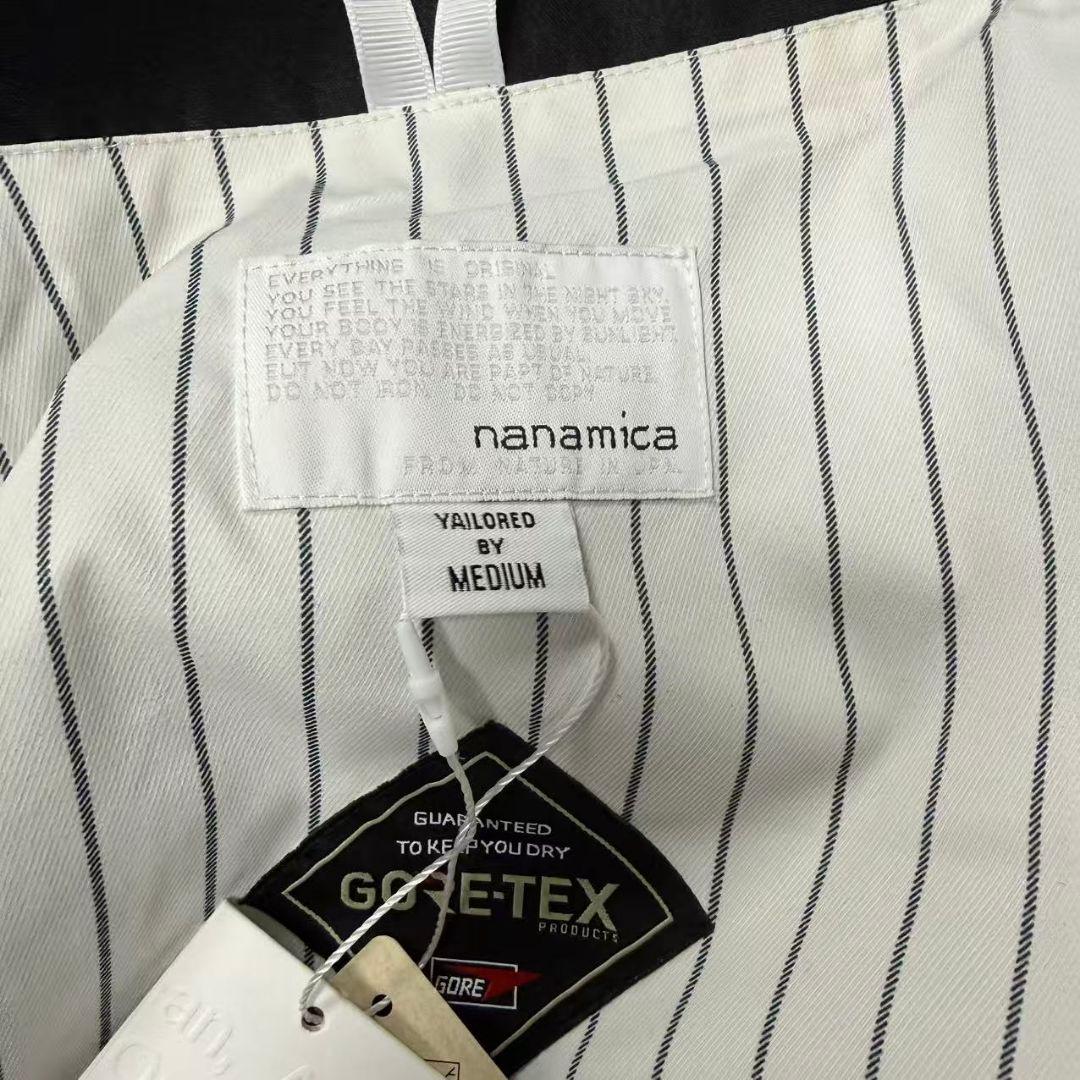 EVERYTHING IS ORIGINAL
YOU SEE THE STARS IN THE NIGHT SKY.
YOU FEEL THE WIND WHEN YOU MOVE
YOUR BODY IS ENERGIZED BY SUNLIGHT.
EVERY DAY PASSES AS USUAL.
BUT NOW YOU ARE PART OF NATURE.
DO NOT IRON DO NOT COPY
nanamica
FROM NATURE IN JPA.
YAILORED
BY
MEDIUM
GUARANTEED
TO KEEP YOU DRY
GORE-TEX
PRODUCTS
GORE